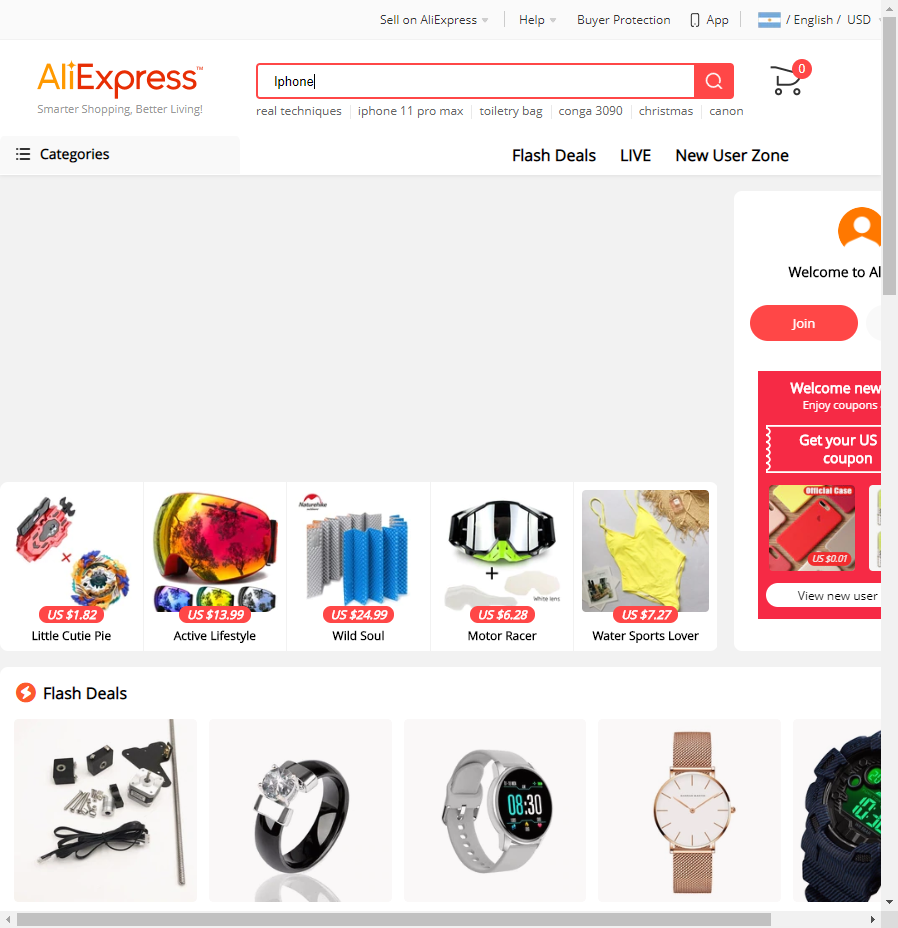 Sell on AliExpress
Help
Buyer Protection
App
/ English / USD
AliExpress™
Smarter Shopping, Better Living!
Iphone
0
real techniques
iphone 11 pro max
toiletry bag
conga 3090
christmas
canon
Categories
Flash Deals
LIVE
New User Zone
Welcome to Al
Join
Welcome new
Enjoy coupons
Get your US
coupon
Official Case
US $0.01
View new user
Naturehike
White lens
US $1.82
US $13.99
US $24.99
US $6.28
US $7.27
Little Cutie Pie
Active Lifestyle
Wild Soul
Motor Racer
Water Sports Lover
Flash Deals
08:30